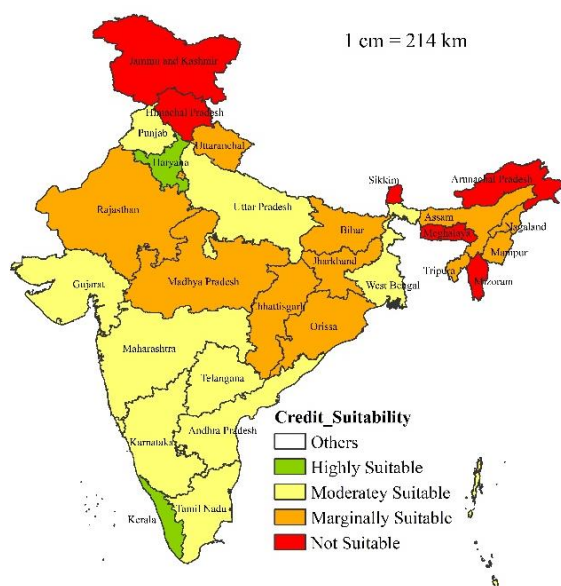 1 cm = 214 km
Jammu and Kashmir
Himachal Pradesh
Punjab
Uttaranchal
Haryana
Sikkim
Arunachal Pradesh
Rajasthan
Uttar Pradesh
Assam
Nagaland
Bihar
Meghalaya
Manipur
Jharkhand
Tripura
Mizoram
Gujarat
Madhya Pradesh
West Bengal
Chhattisgarh
Orissa
Maharashtra
Telangana
Credit_Suitability
Andhra Pradesh
Karnataka
Others
Highly Suitable
Moderatey Suitable
Tamil Nadu
Kerala
Marginally Suitable
Not Suitable